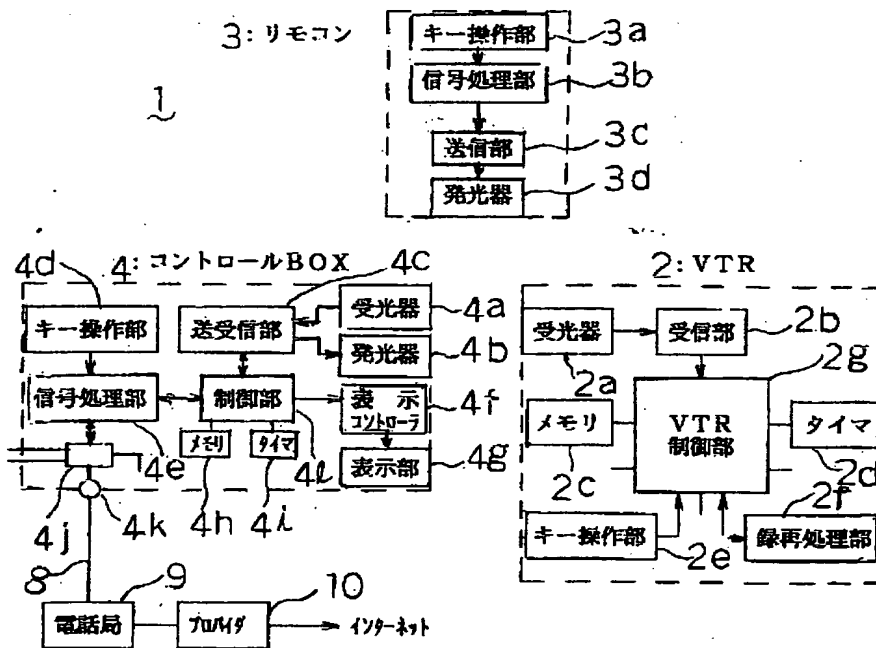 3:リモコン
キー操作部
3a
信号処理部
3b
1
送信部
3c
発光器
3d
4d
4:コントロールBOX
4c
2:VTR
キー操作部
送受信部
受光器
4a
発光器
4b
受光器
2a
受信部
2b
2g
信号処理部
4e
制御部
4l
表示
コントローラ
4f
メモリ
4h
タイマ
4i
表示部
4g
メモリ
2c
VTR
制御部
タイマ
2d
4j
4k
キー操作部
2e
2f
録再処理部
8
9
10
電話局
プロバイダ
インターネット